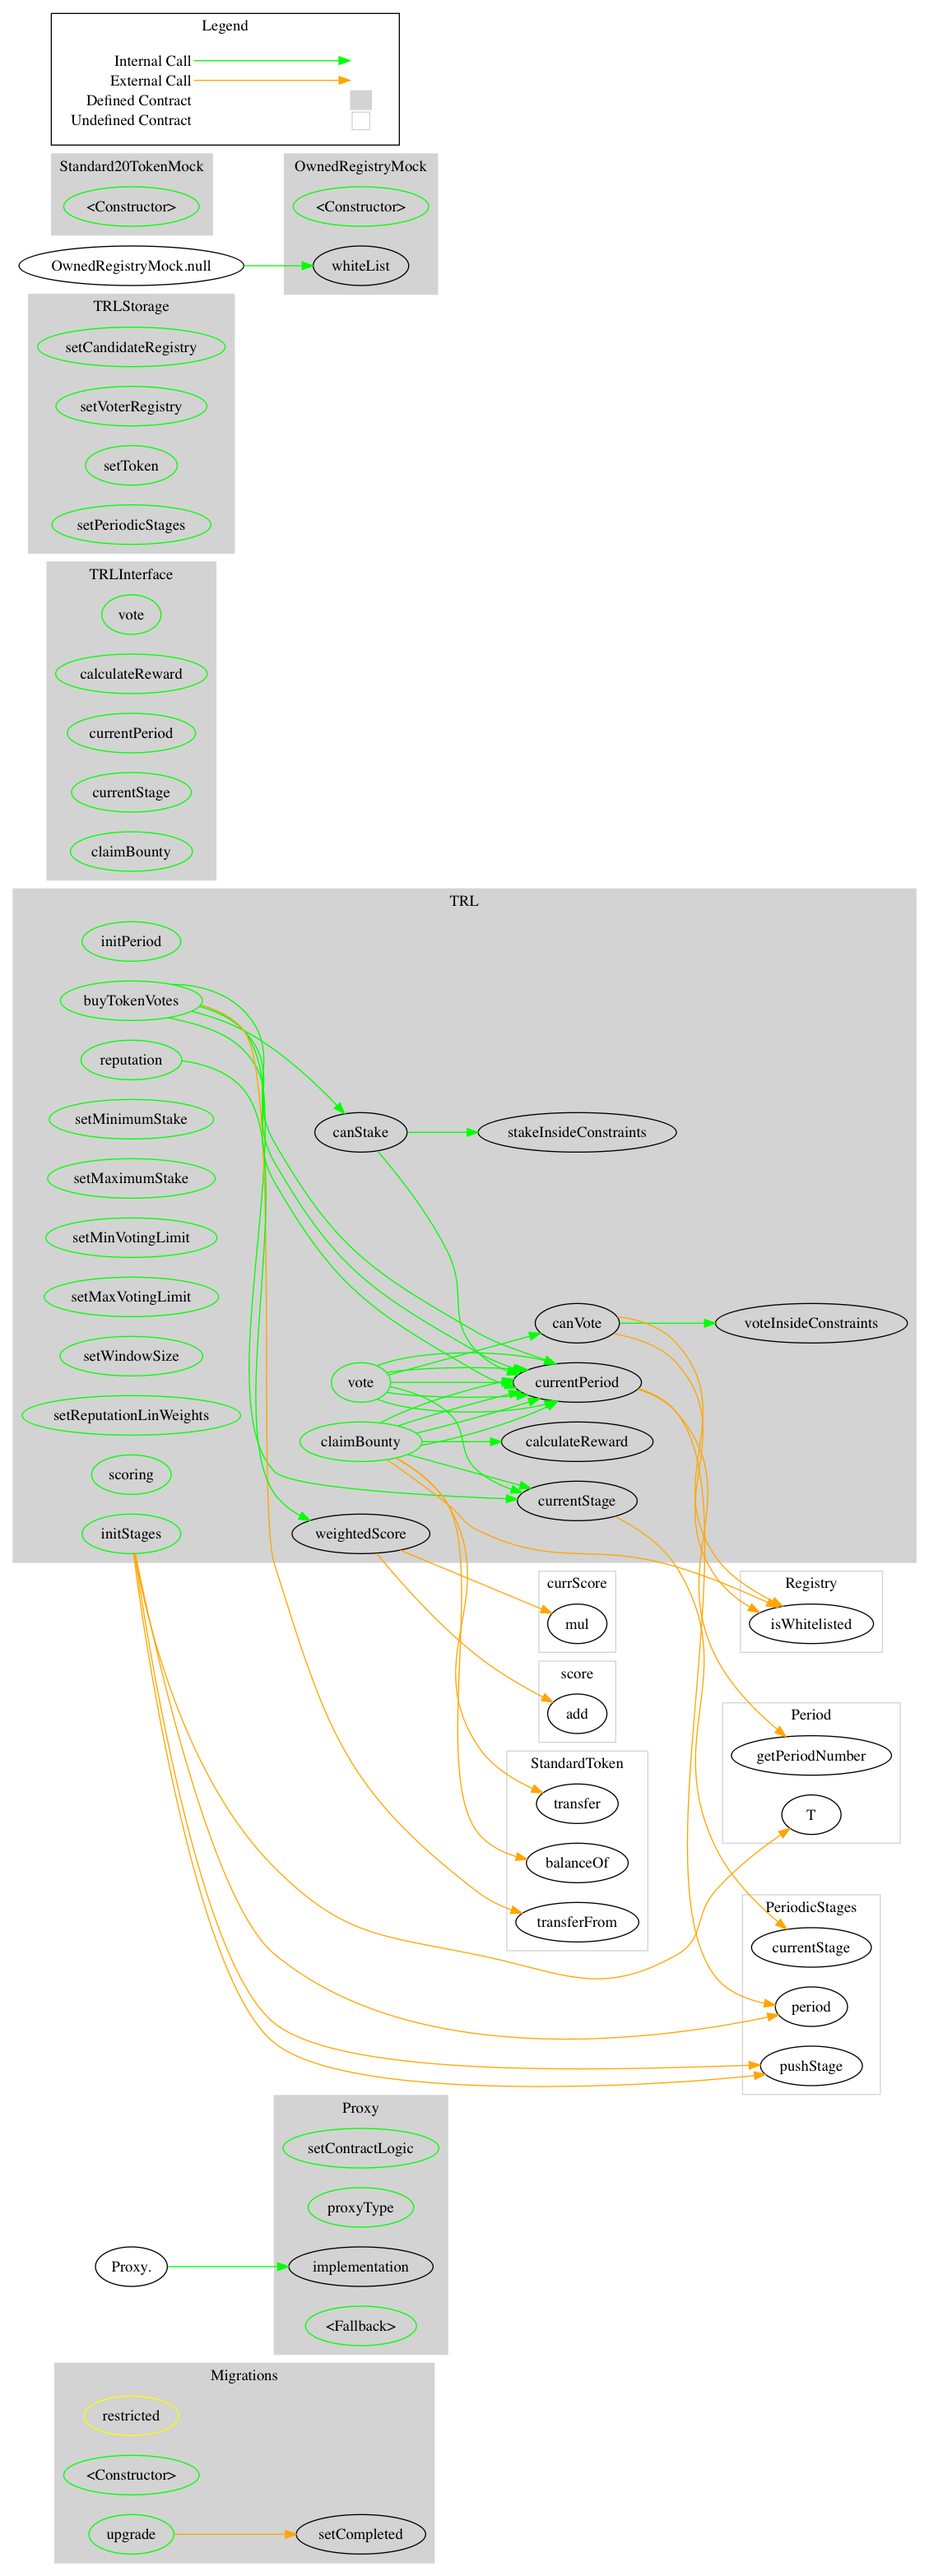 Legend
Internal Call
External Call
Defined Contract
Undefined Contract
Standard20TokenMock
<Constructor>
OwnedRegistryMock
<Constructor>
whiteList
OwnedRegistryMock.null
TRLStorage
setCandidateRegistry
setVoterRegistry
setToken
setPeriodicStages
TRLInterface
vote
calculateReward
currentPeriod
currentStage
claimBounty
TRL
initPeriod
buyTokenVotes
reputation
setMinimumStake
setMaximumStake
setMinVotingLimit
setMaxVotingLimit
setWindowSize
setReputationLinWeights
scoring
initStages
canStake
stakeInsideConstraints
canVote
voteInsideConstraints
vote
currentPeriod
claimBounty
calculateReward
currentStage
weightedScore
currScore
mul
Registry
isWhitelisted
score
add
Period
getPeriodNumber
T
StandardToken
transfer
balanceOf
transferFrom
PeriodicStages
currentStage
period
pushStage
Proxy
setContractLogic
proxyType
Proxy.
implementation
<Fallback>
Migrations
restricted
<Constructor>
upgrade
setCompleted